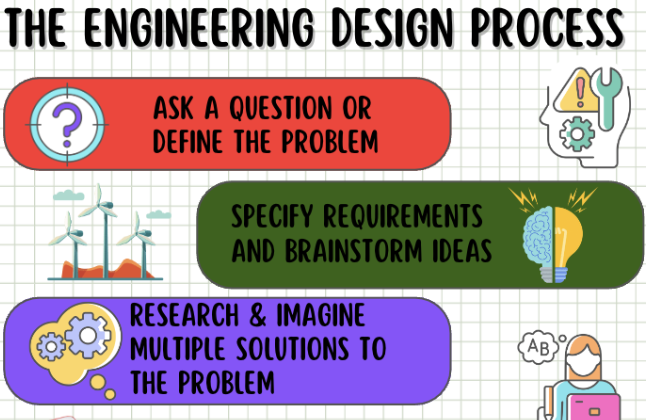 THE ENGINEERING DESIGN PROCESS
?
ASK A QUESTION OR
DEFINE THE PROBLEM
!
SPECIFY REQUIREMENTS
AND BRAINSTORM IDEAS
RESEARCH & IMAGINE
MULTIPLE SOLUTIONS TO
THE PROBLEM
AB